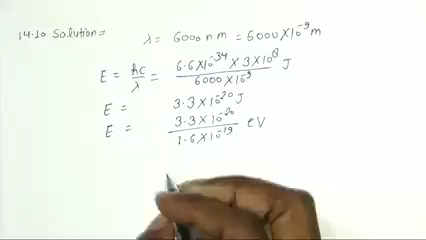 14.10 Solution= λ = 6000 nm = 6000×10⁻⁹m
E = hc/λ = 6.6×10⁻³⁴ × 3×10⁸ / 6000×10⁻⁹ J
E = 3.3×10⁻²⁰ J
E = 3.3×10⁻²⁰ / 1.6×10⁻¹⁹ eV